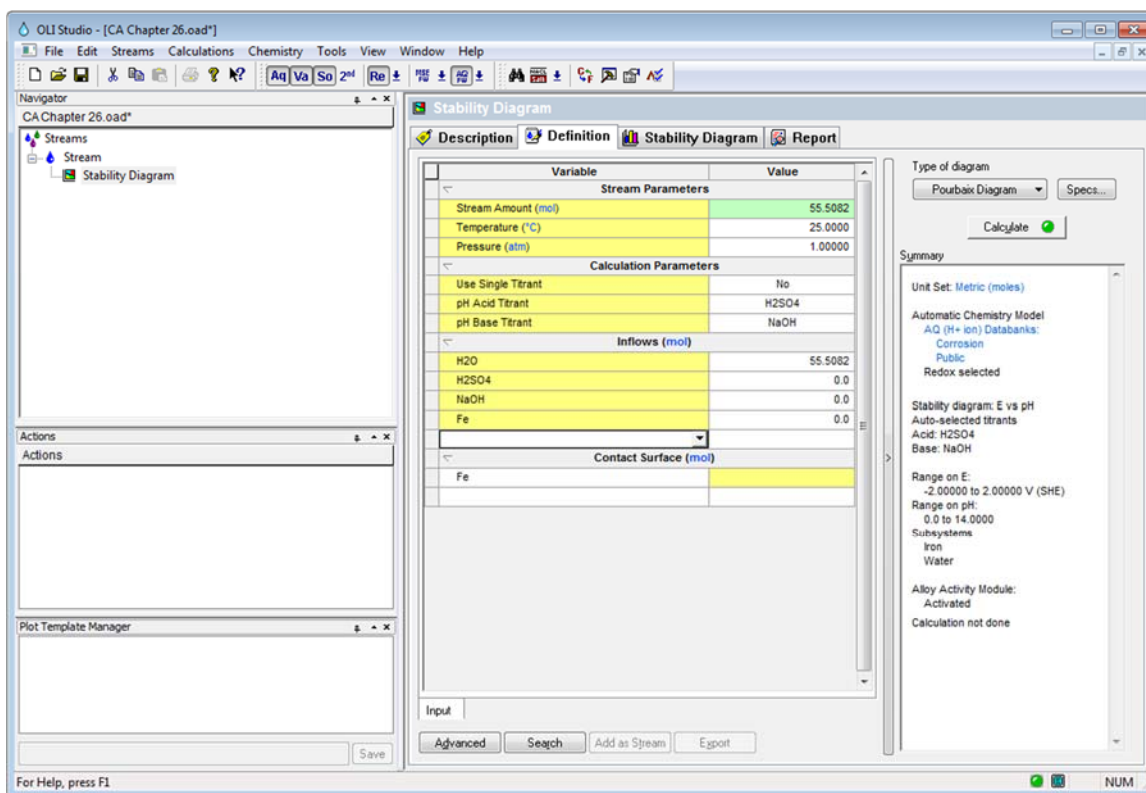 OLI Studio - [CA Chapter 26.oad*]
File Edit Streams Calculations Chemistry Tools View Window Help
Aq Va So 2nd Re
Navigator
CA Chapter 26.oad*
Streams
Stream
Stability Diagram
Actions
Actions
Plot Template Manager
Save
Stability Diagram
Description Definition Stability Diagram Report
Variable Value
Stream Parameters
Stream Amount (mol) 55.5082
Temperature (°C) 25.0000
Pressure (atm) 1.00000
Calculation Parameters
Use Single Titrant No
pH Acid Titrant H2SO4
pH Base Titrant NaOH
Inflows (mol)
H2O 55.5082
H2SO4 0.0
NaOH 0.0
Fe 0.0
Contact Surface (mol)
Fe
Input
Advanced Search Add as Stream Export
Type of diagram
Pourbaix Diagram Specs...
Calculate
Summary
Unit Set: Metric (moles)
Automatic Chemistry Model
AQ (H+ ion) Databanks:
Corrosion
Public
Redox selected
Stability diagram: E vs pH
Auto-selected titrants
Acid: H2SO4
Base: NaOH
Range on E:
-2.00000 to 2.00000 V (SHE)
Range on pH:
0.0 to 14.0000
Subsystems
Iron
Water
Alloy Activity Module:
Activated
Calculation not done
For Help, press F1
NUM